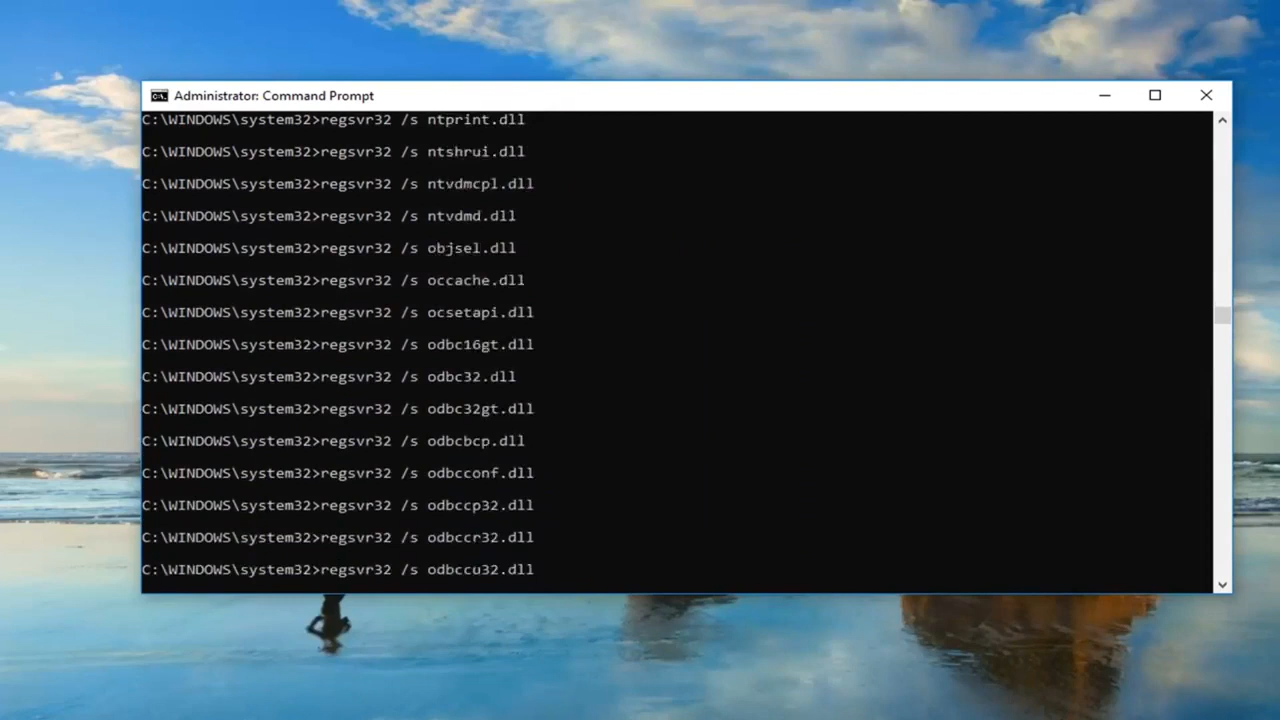 Administrator: Command Prompt
C:\WINDOWS\system32>regsvr32 /s ntprint.dll
C:\WINDOWS\system32>regsvr32 /s ntshrui.dll
C:\WINDOWS\system32>regsvr32 /s ntvdmcpl.dll
C:\WINDOWS\system32>regsvr32 /s ntvdmd.dll
C:\WINDOWS\system32>regsvr32 /s objsel.dll
C:\WINDOWS\system32>regsvr32 /s occache.dll
C:\WINDOWS\system32>regsvr32 /s ocsetapi.dll
C:\WINDOWS\system32>regsvr32 /s odbc16gt.dll
C:\WINDOWS\system32>regsvr32 /s odbc32.dll
C:\WINDOWS\system32>regsvr32 /s odbc32gt.dll
C:\WINDOWS\system32>regsvr32 /s odbcbcp.dll
C:\WINDOWS\system32>regsvr32 /s odbcconf.dll
C:\WINDOWS\system32>regsvr32 /s odbccp32.dll
C:\WINDOWS\system32>regsvr32 /s odbccr32.dll
C:\WINDOWS\system32>regsvr32 /s odbccu32.dll